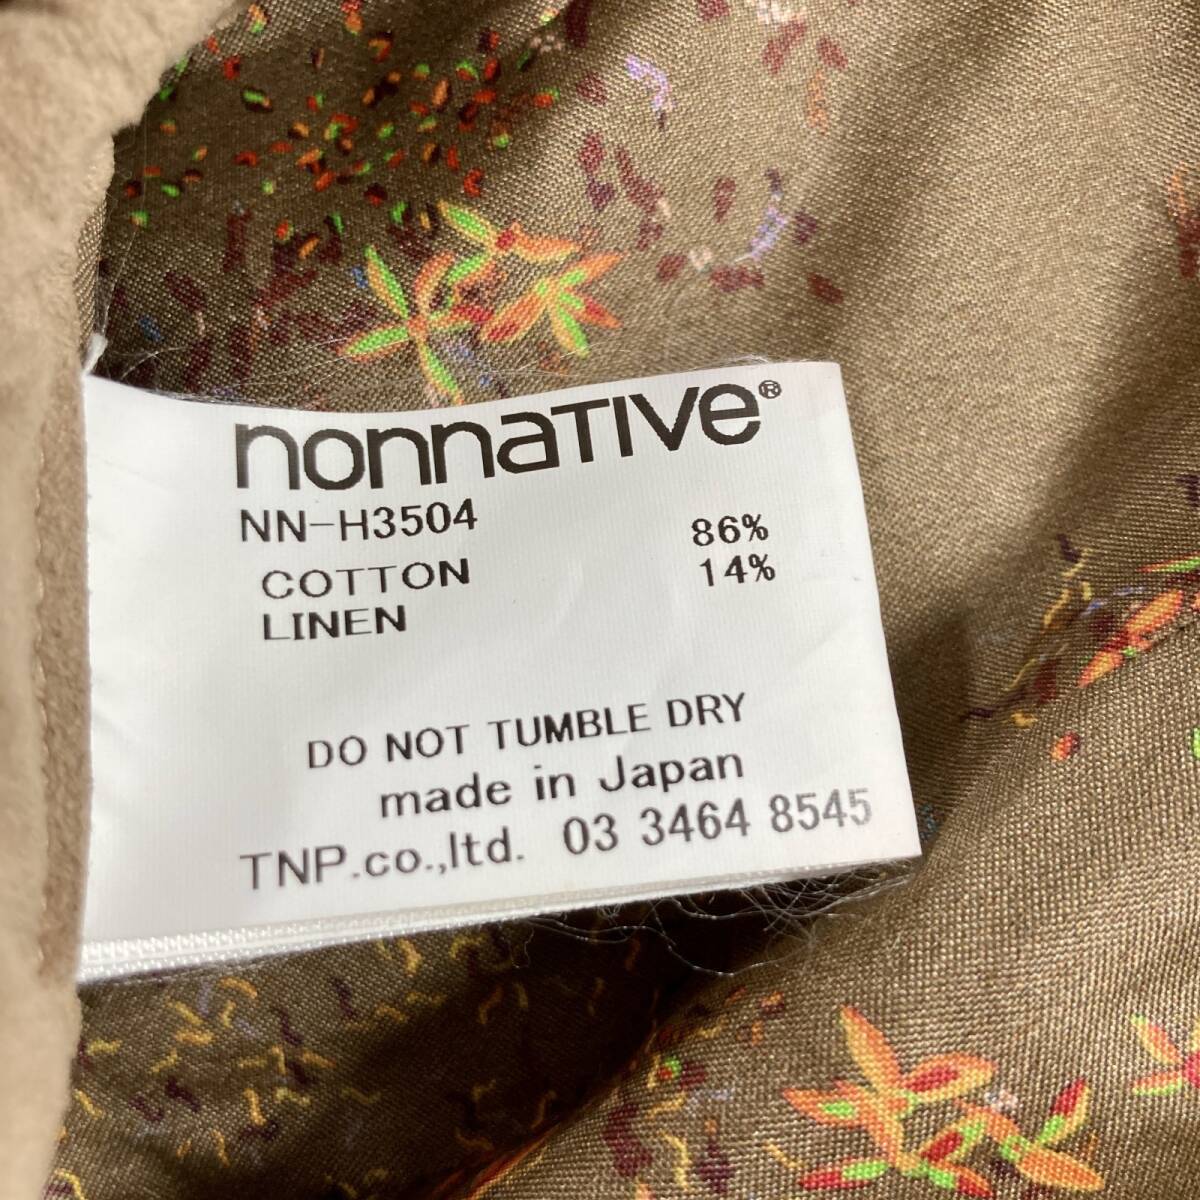 nonnaTIVe®
NN-H3504
COTTON 86%
LINEN 14%
DO NOT TUMBLE DRY
made in Japan
TNP.co.,ltd. 03 3464 8545